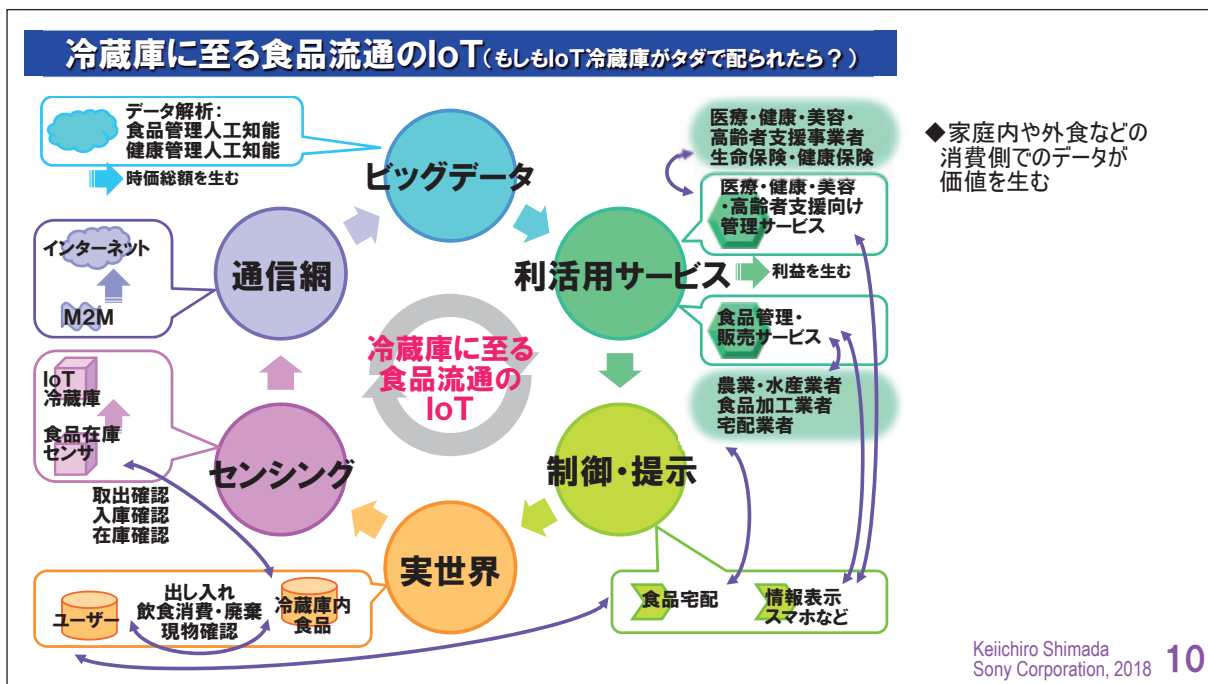 冷蔵庫に至る食品流通のIoT(もしもIoT冷蔵庫がタダで配られたら？)
データ解析：
食品管理人工知能
健康管理人工知能
時価総額を生む
ビッグデータ
医療・健康・美容・
高齢者支援事業者
生命保険・健康保険
医療・健康・美容
・高齢者支援向け
管理サービス
◆家庭内や外食などの
消費側でのデータが
価値を生む
インターネット
M2M
通信網
利活用サービス
利益を生む
食品管理・
販売サービス
冷蔵庫に至る
食品流通の
IoT
農業・水産業者
食品加工業者
宅配業者
IoT
冷蔵庫
食品在庫
センサ
センシング
制御・提示
取出確認
入庫確認
在庫確認
実世界
ユーザー
出し入れ
飲食消費・廃棄
現物確認
冷蔵庫内
食品
食品宅配
情報表示
スマホなど
Keiichiro Shimada
Sony Corporation, 2018
10